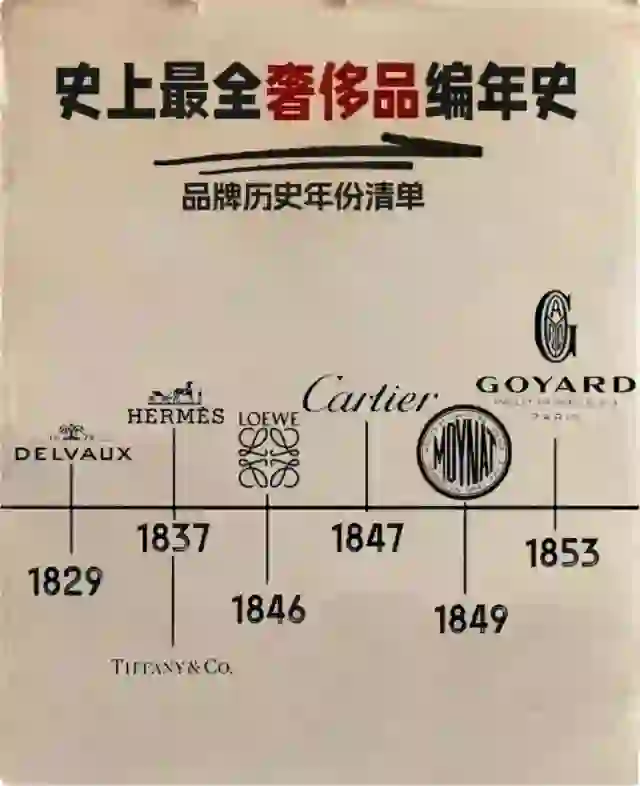 史上最全奢侈品编年史
品牌历史年份清单
GOYARD
PARIS
Cartier
HERMÈS
LOEWE
MOYNAT
DELVAUX
1837
1847
1853
1829
1846
1849
TIFFANY & CO.